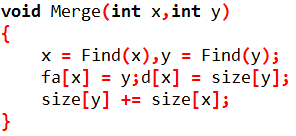 void Merge(int x,int y)
{
    x = Find(x),y = Find(y);
    fa[x] = y;d[x] = size[y];
    size[y] += size[x];
}